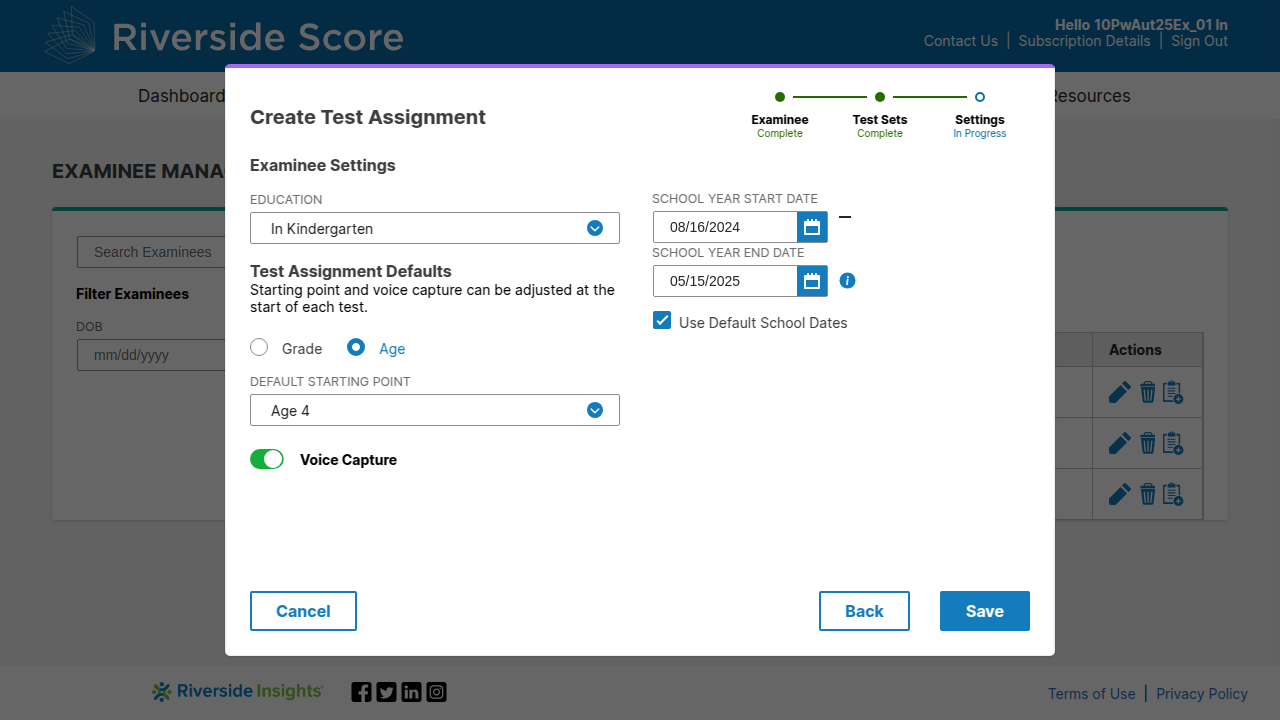 Riverside Score
Hello 10PwAut25Ex_01 In
Contact Us | Subscription Details | Sign Out
Dashboard
Resources
EXAMINEE MANA
Search Examinees
Filter Examinees
DOB
mm/dd/yyyy
Actions
Create Test Assignment
Examinee
Complete
Test Sets
Complete
Settings
In Progress
Examinee Settings
EDUCATION
In Kindergarten
SCHOOL YEAR START DATE
08/16/2024
SCHOOL YEAR END DATE
05/15/2025
Use Default School Dates
Test Assignment Defaults
Starting point and voice capture can be adjusted at the
start of each test.
Grade
Age
DEFAULT STARTING POINT
Age 4
Voice Capture
Cancel
Back
Save
Riverside Insights
Terms of Use | Privacy Policy